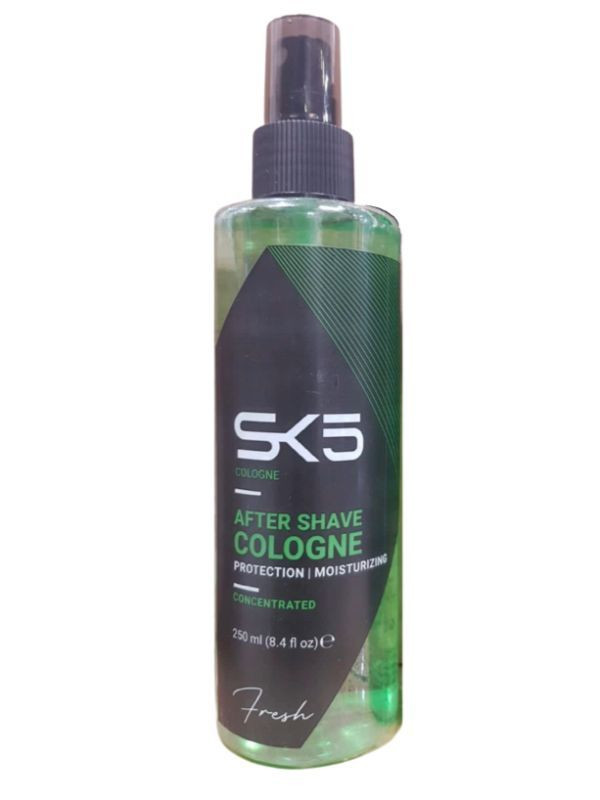 SK5
COLOGNE
AFTER SHAVE
COLOGNE
PROTECTION | MOISTURIZING
CONCENTRATED
250 ml (8.4 fl oz) ℮
Fresh